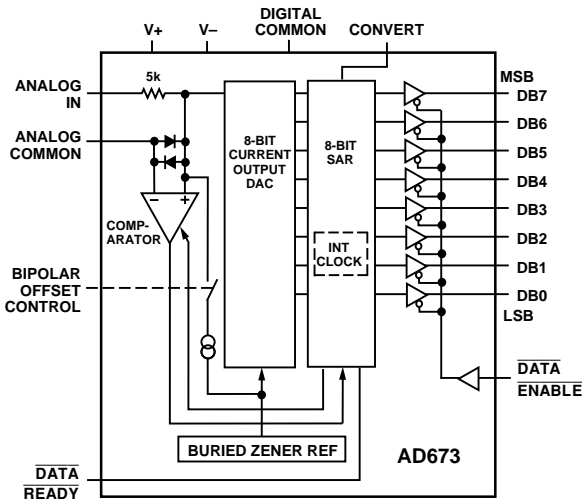 V+
V–
DIGITAL
COMMON
CONVERT
ANALOG
IN
5k
ANALOG
COMMON
8-BIT
CURRENT
OUTPUT
DAC
8-BIT
SAR
INT
CLOCK
MSB
DB7
DB6
DB5
DB4
DB3
DB2
DB1
DB0
LSB
–
+
COMP-
ARATOR
BIPOLAR
OFFSET
CONTROL
DATA
ENABLE
BURIED ZENER REF
AD673
DATA
READY